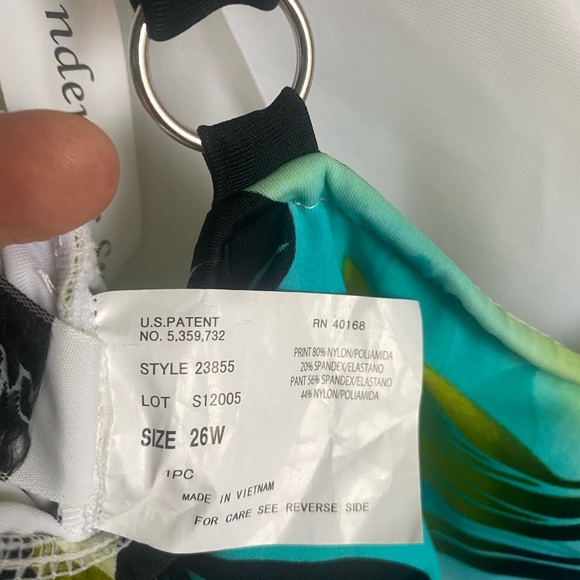 U.S.PATENT
NO. 5,359,732
STYLE 23855
LOT S12005
SIZE 26W
1PC
MADE IN VIETNAM
FOR CARE SEE REVERSE SIDE
RN 40168
PRINT 80% NYLON/POLIAMIDA
20% SPANDEX/ELASTANO
PANT 56% SPANDEX/ELASTANO
44% NYLON/POLIAMIDA